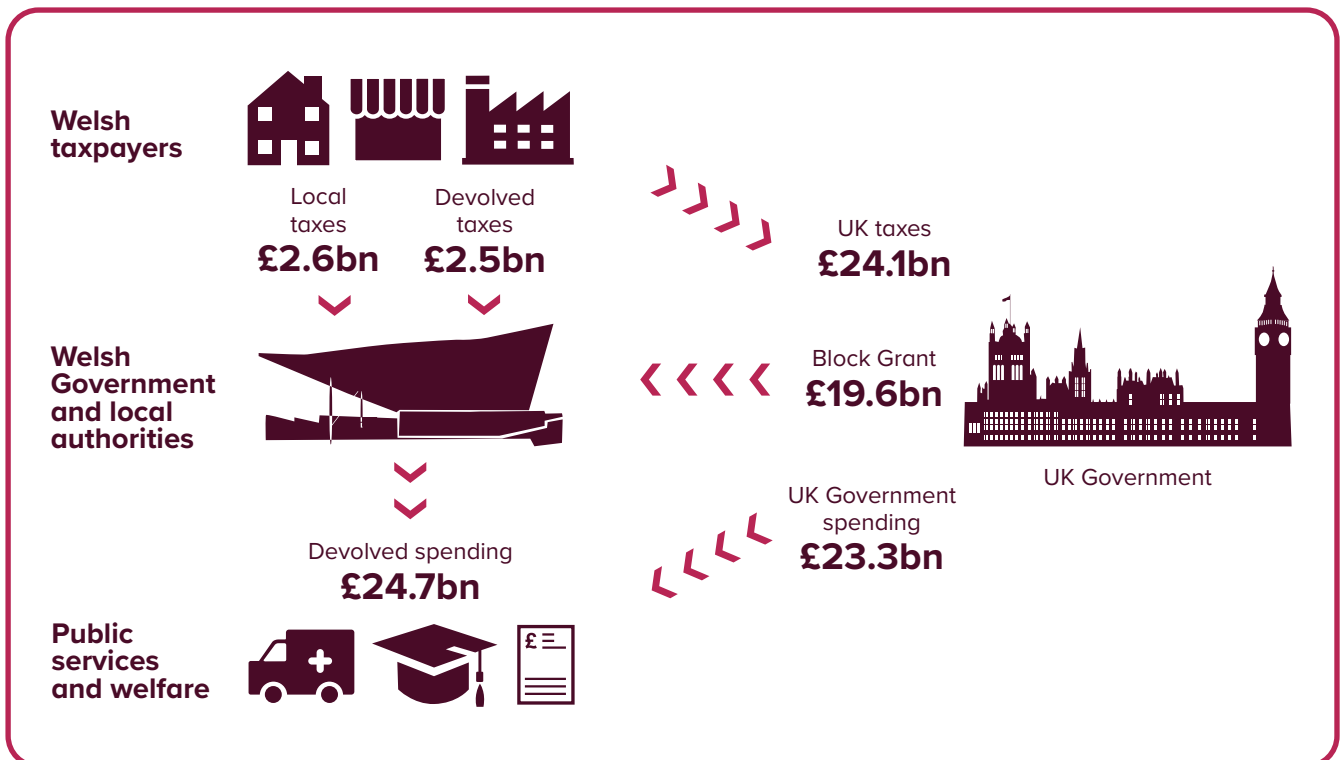 Welsh
taxpayers
Local
taxes
£2.6bn
Devolved
taxes
£2.5bn
UK taxes
£24.1bn
Welsh
Government
and local
authorities
Block Grant
£19.6bn
UK Government
UK Government
spending
£23.3bn
Devolved spending
£24.7bn
Public
services
and welfare
£